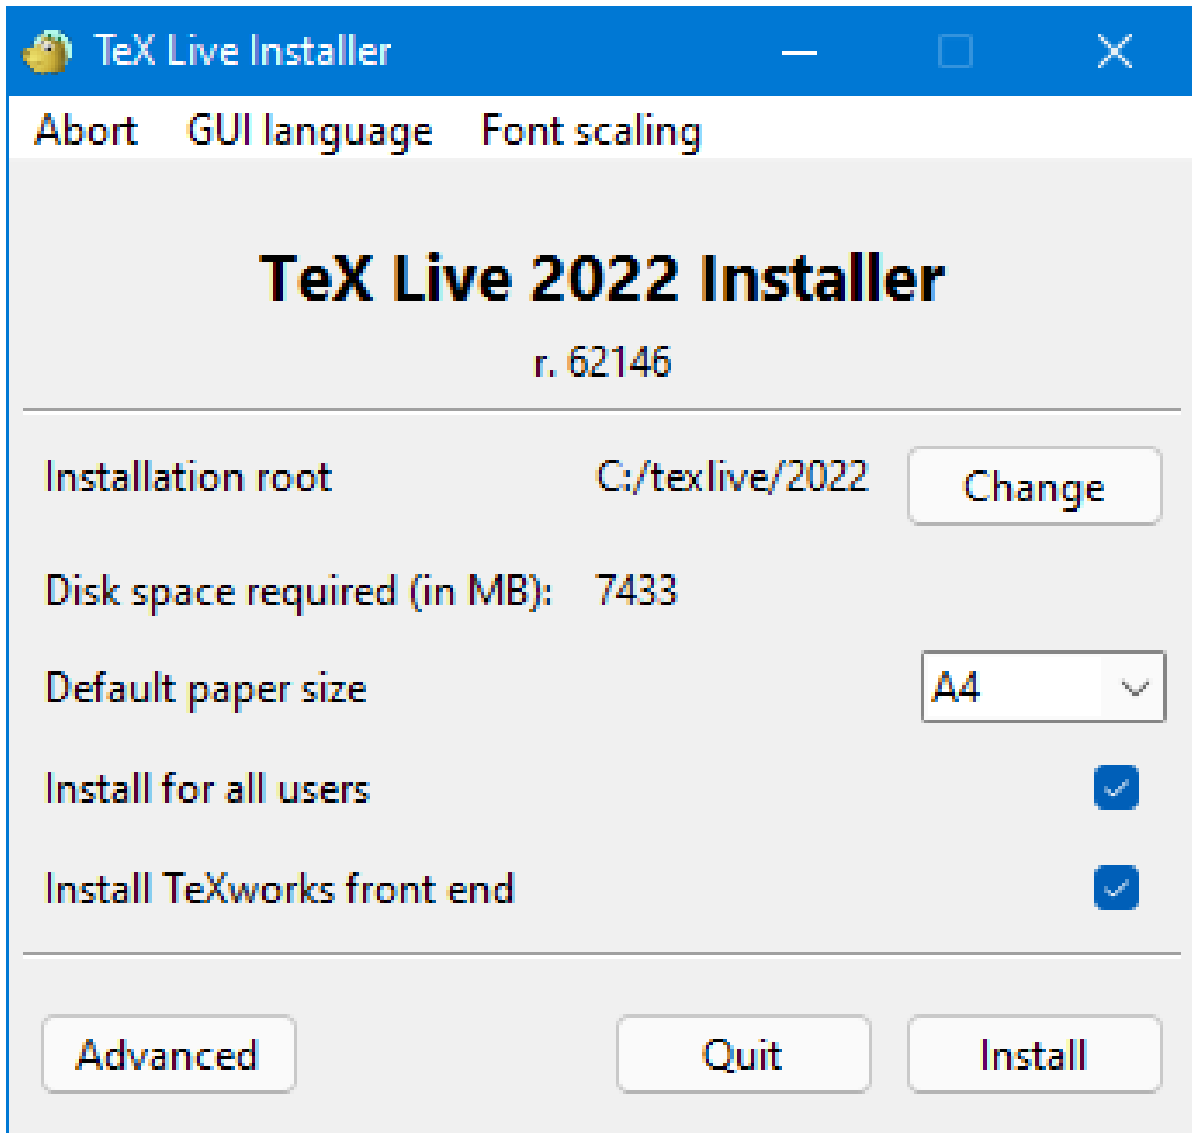 TeX Live Installer
Abort GUI language Font scaling
TeX Live 2022 Installer
r. 62146
Installation root C:/texlive/2022 Change
Disk space required (in MB): 7433
Default paper size A4
Install for all users
Install TeXworks front end
Advanced Quit Install